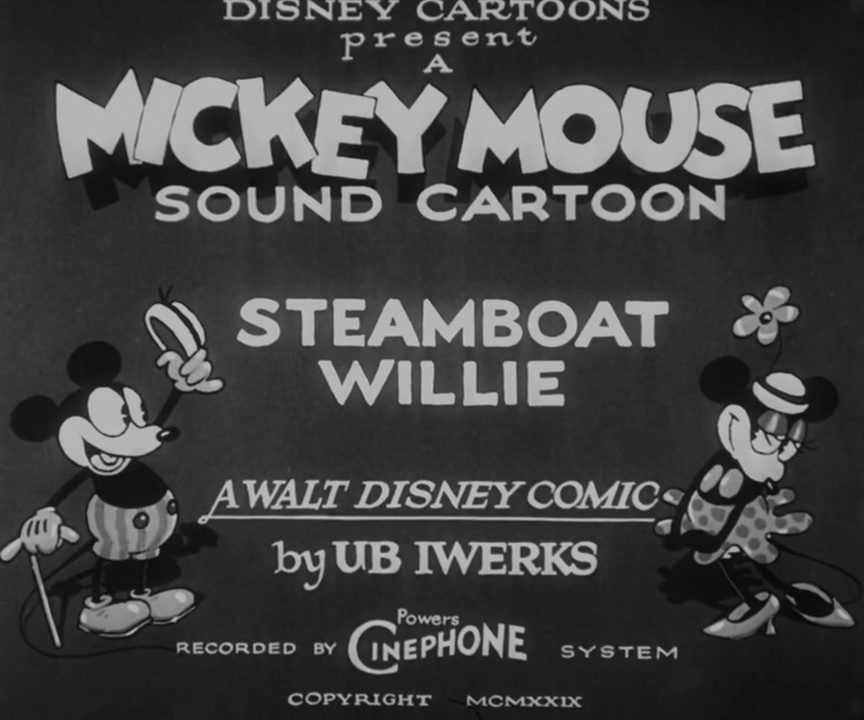 DISNEY CARTOONS
present
A
MICKEY MOUSE
SOUND CARTOON
STEAMBOAT
WILLIE
A WALT DISNEY COMIC
by UB IWERKS
Powers
RECORDED BY CINEPHONE SYSTEM
COPYRIGHT MCMXXIX